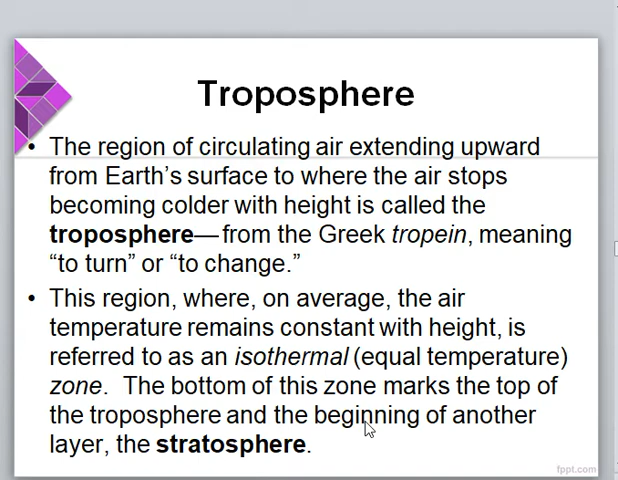 Troposphere
• The region of circulating air extending upward
from Earth’s surface to where the air stops
becoming colder with height is called the
troposphere—from the Greek tropein, meaning
“to turn” or “to change.”
• This region, where, on average, the air
temperature remains constant with height, is
referred to as an isothermal (equal temperature)
zone. The bottom of this zone marks the top of
the troposphere and the beginning of another
layer, the stratosphere.
fppt.com